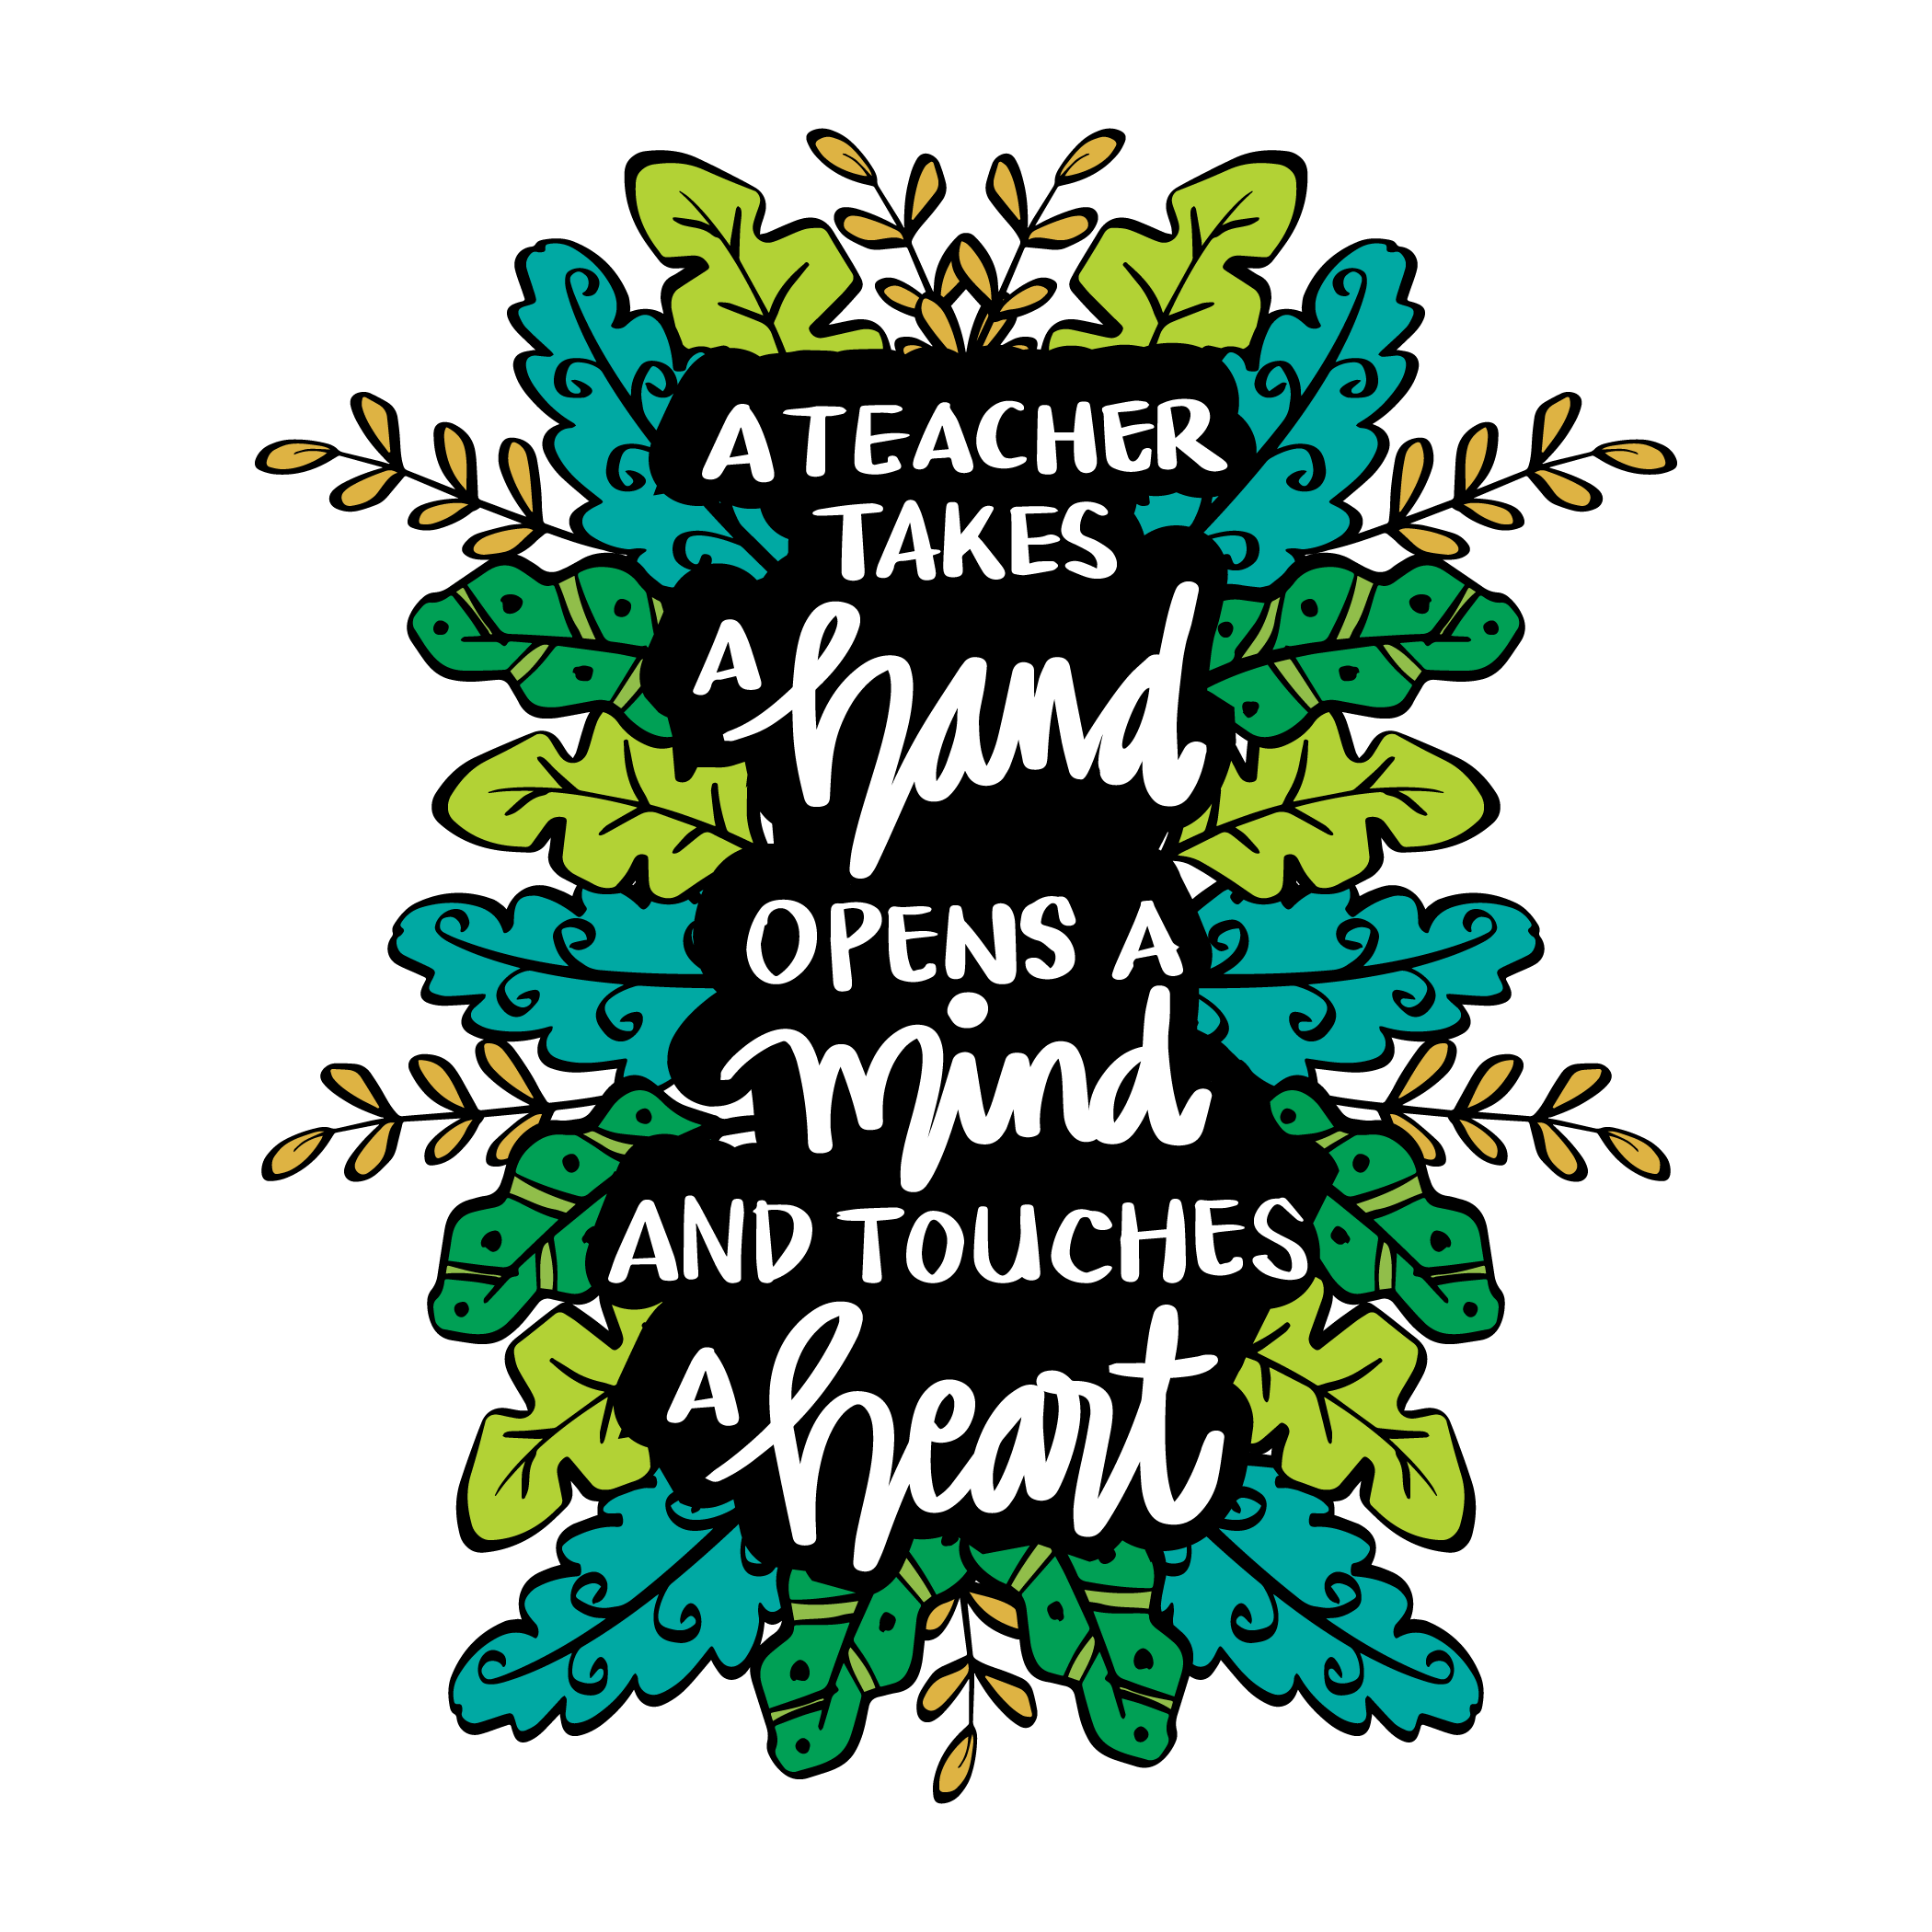 A TEACHER
TAKES
A hand
OPENS A
mind
AND TOUCHES
A heart